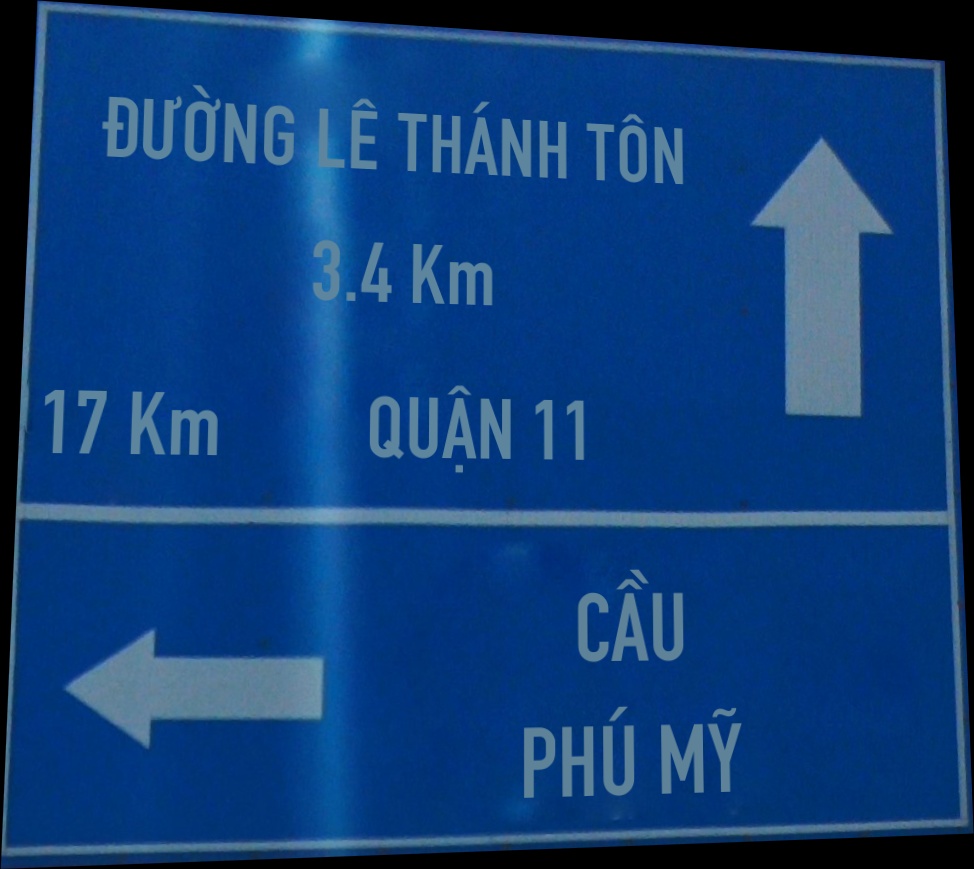 ĐƯỜNG LÊ THÁNH TÔN
3.4 Km
17 Km QUẬN 11
CẦU
PHÚ MỸ